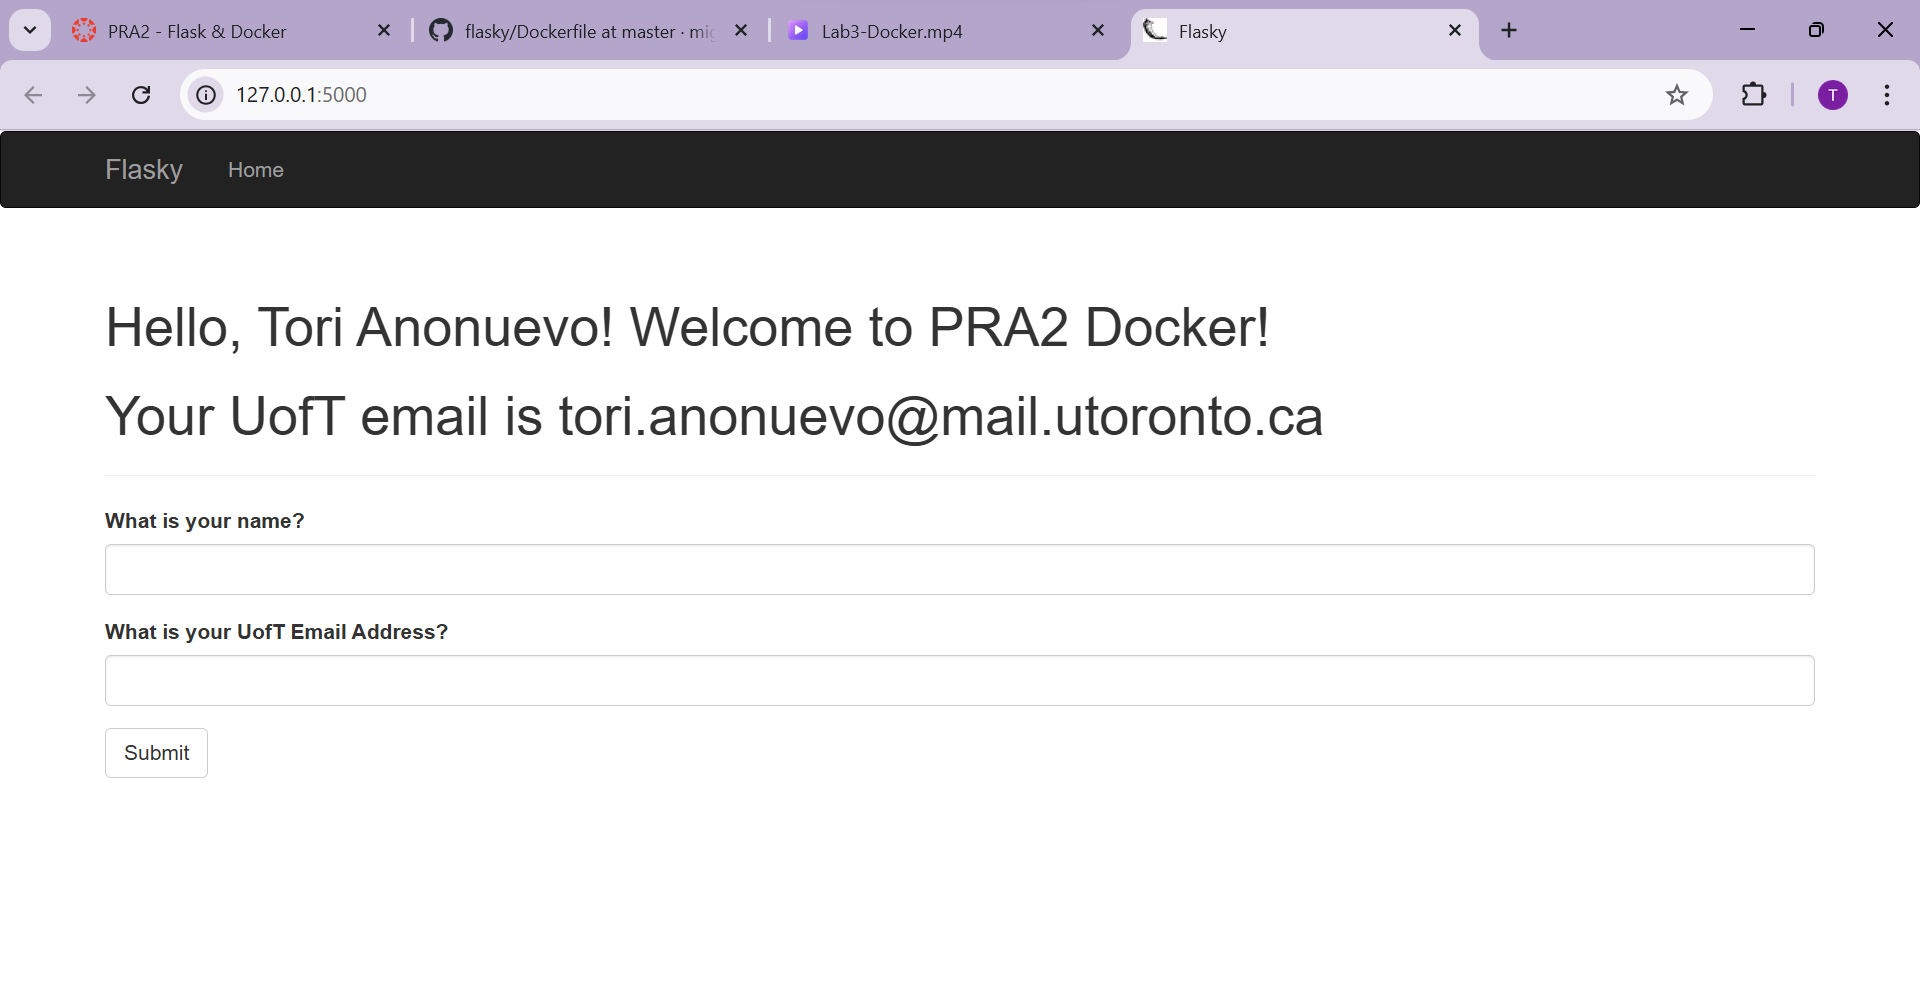 PRA2 - Flask & Docker
flasky/Dockerfile at master · mig
Lab3-Docker.mp4
Flasky
127.0.0.1:5000
T
Flasky
Home
Hello, Tori Anonuevo! Welcome to PRA2 Docker!
Your UofT email is tori.anonuevo@mail.utoronto.ca
What is your name?
What is your UofT Email Address?
Submit